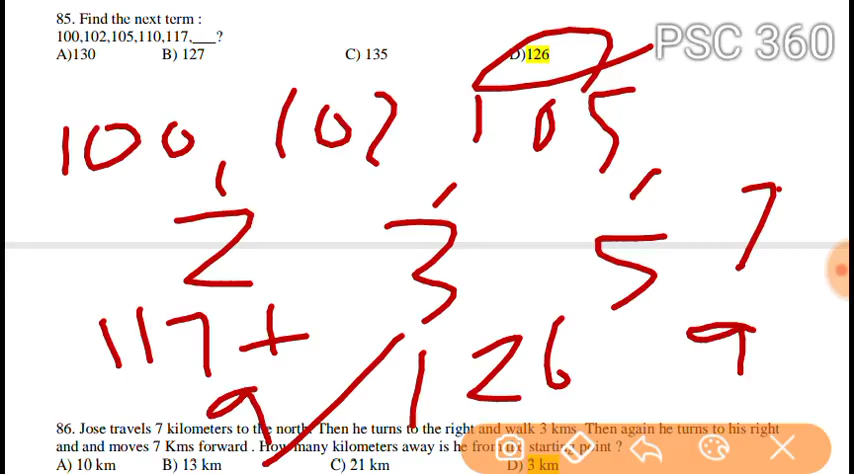 85. Find the next term :
100,102,105,110,117,___?
A)130 B) 127 C) 135 D)126
PSC 360
100, 102, 105
2 3 5 7
117 + 9 126 9
86. Jose travels 7 kilometers to the north. Then he turns to the right and walk 3 kms Then again he turns to his right
and and moves 7 Kms forward . How many kilometers away is he from starting point ?
A) 10 km B) 13 km C) 21 km D) 3 km